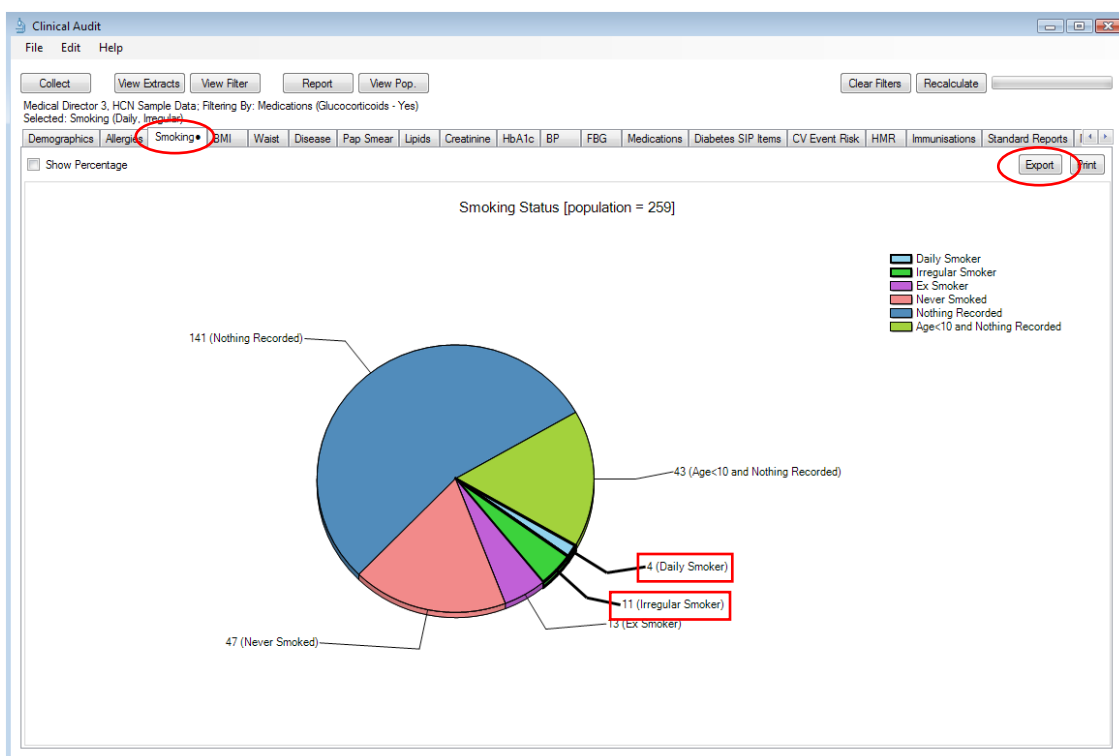 Clinical Audit
File Edit Help
Collect View Extracts View Filter Report View Pop. Clear Filters Recalculate
Medical Director 3, HCN Sample Data; Filtering By: Medications (Glucocorticoids - Yes)
Selected: Smoking (Daily, Irregular)
Demographics Allergies Smoking● BMI Waist Disease Pap Smear Lipids Creatinine HbA1c BP FBG Medications Diabetes SIP Items CV Event Risk HMR Immunisations Standard Reports
Show Percentage Export Print
Smoking Status [population = 259]
Daily Smoker
Irregular Smoker
Ex Smoker
Never Smoked
Nothing Recorded
Age<10 and Nothing Recorded
141 (Nothing Recorded)
43 (Age<10 and Nothing Recorded)
4 (Daily Smoker)
11 (Irregular Smoker)
13 (Ex Smoker)
47 (Never Smoked)